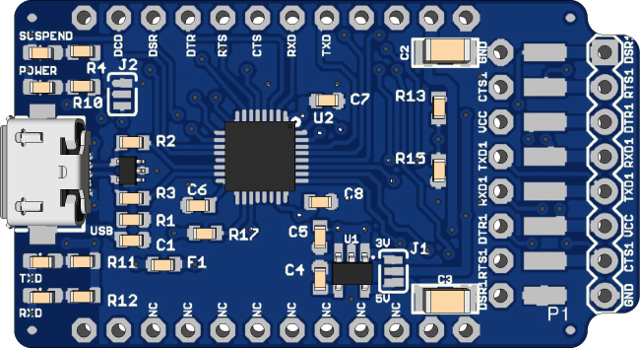 SUSPEND
POWER
R4
R10
J2
DCD
DSR
DTR
RTS
CTS
RXD
TXD
C2
GND
CTS1
VCC
TXD1
RXD1
DTR1
RTS1
DSR1
DSR1
RTS1
DTR1
RXD1
TXD1
VCC
CTS1
GND
R2
R3
R1
USB
C1
F1
R11
TXD
R12
RXD
C6
R17
U2
C7
C8
C5
C4
U1
3V
J1
5V
R13
R15
C3
P1
NC
NC
NC
NC
NC
NC
NC
NC